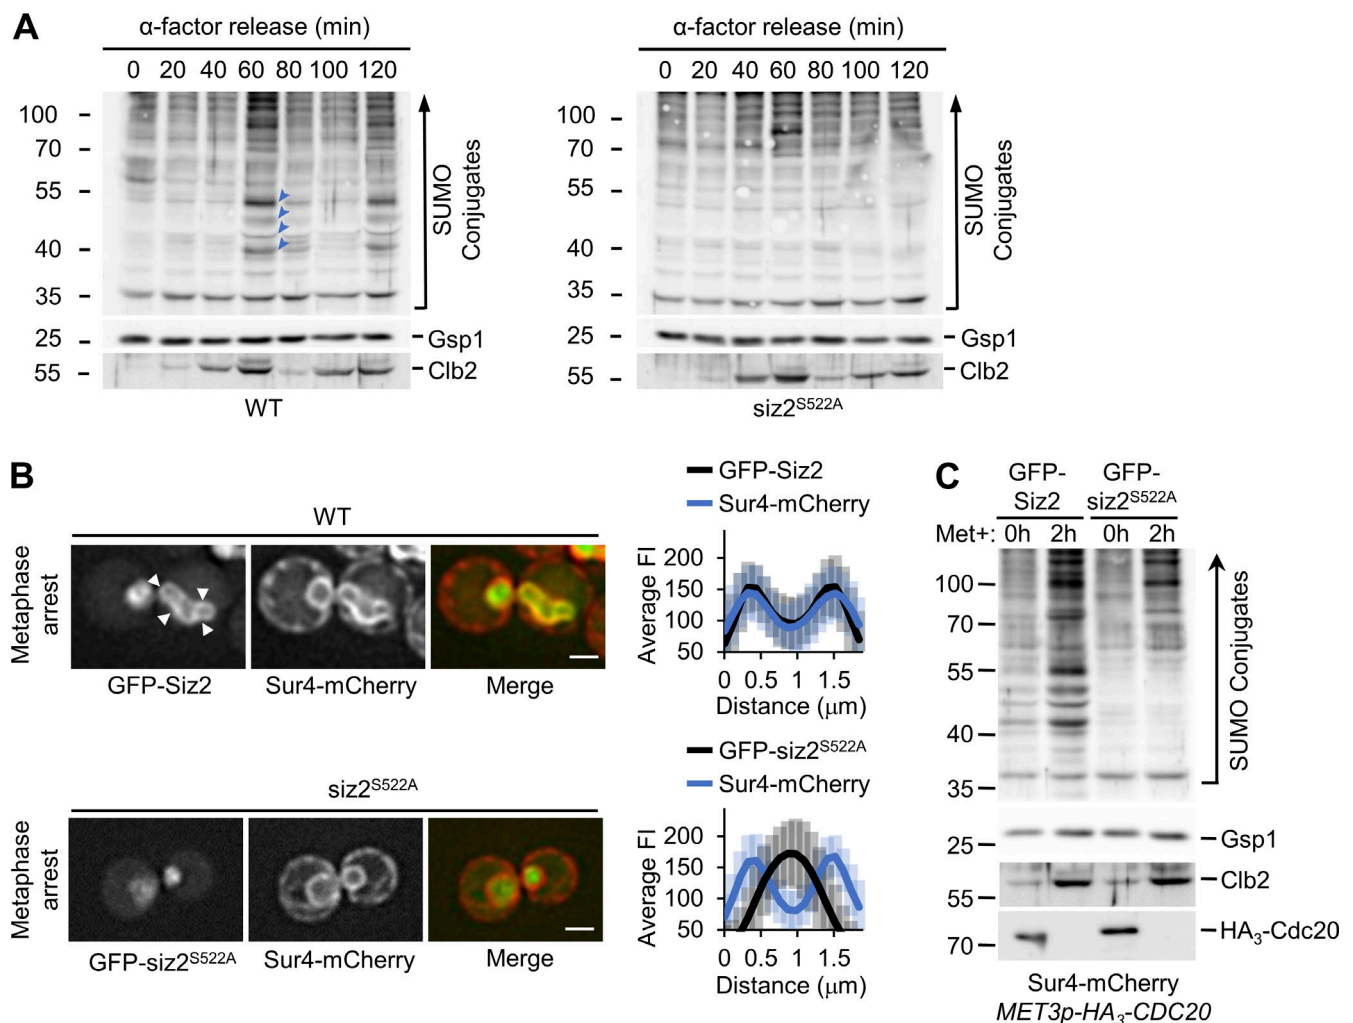 A
α-factor release (min)
0 20 40 60 80 100 120
100
70
55
40
35
25
55
SUMO
Conjugates
Gsp1
Clb2
WT
α-factor release (min)
0 20 40 60 80 100 120
100
70
55
40
35
25
55
SUMO
Conjugates
Gsp1
Clb2
siz2S522A
B
WT
Metaphase
arrest
GFP-Siz2
Sur4-mCherry
Merge
GFP-Siz2
Sur4-mCherry
Average FI
200
150
100
50
0 0.5 1 1.5
Distance (μm)
siz2S522A
Metaphase
arrest
GFP-siz2S522A
Sur4-mCherry
Merge
GFP-siz2S522A
Sur4-mCherry
Average FI
200
150
100
50
0 0.5 1 1.5
Distance (μm)
C
GFP-
Siz2
GFP-
siz2S522A
Met+: 0h 2h 0h 2h
100
70
55
40
35
25
55
70
SUMO Conjugates
Gsp1
Clb2
HA3-Cdc20
Sur4-mCherry
MET3p-HA3-CDC20